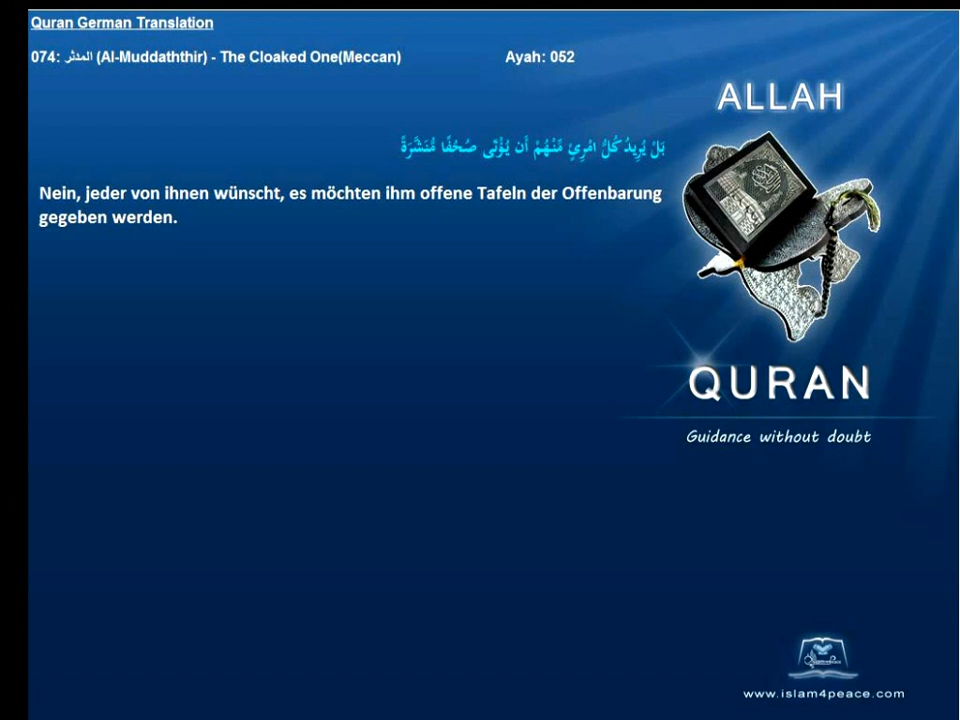 Quran German Translation
074: المدثر (Al-Muddaththir) - The Cloaked One(Meccan) Ayah: 052
ALLAH
بَلْ يُرِيدُ كُلُّ امْرِئٍ مِّنْهُمْ أَن يُؤْتَى صُحُفًا مُّنَشَّرَةً
Nein, jeder von ihnen wünscht, es möchten ihm offene Tafeln der Offenbarung
gegeben werden.
QURAN
Guidance without doubt
www.islam4peace.com